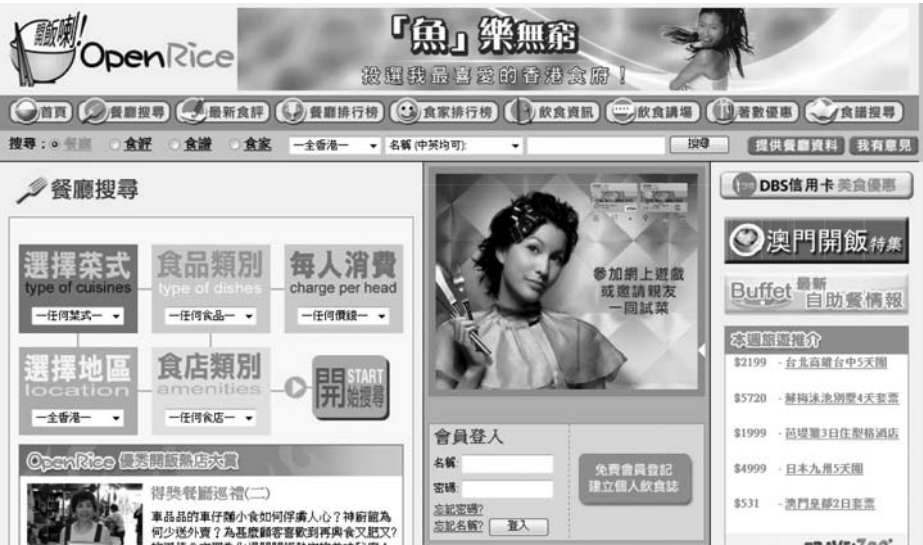 開飯喇!
OpenRice
「魚」樂無窮
投選我最喜愛的香港食府！
首頁 餐廳搜尋 最新食評 餐廳排行榜 食家排行榜 飲食資訊 飲食講場 著數優惠 食譜搜尋
搜尋： 餐廳 食評 食譜 食家 —全香港— 名稱 (中英均可): 搜尋 提供餐廳資料 我有意見
餐廳搜尋
選擇菜式 食品類別 每人消費
type of cuisines type of dishes charge per head
—任何菜式— —任何食品— —任何價錢—
選擇地區 食店類別 開 START
location amenities 始搜尋
—全香港— —任何食店—
OpenRice 優秀開飯熱店大賞
得獎餐廳巡禮(二)
車品品的車仔麵小食如何俘虜人心？神廚館為
何少送外賣？為甚麼顧客喜歡到再興食又肥又?
參加網上遊戲
或邀請親友
一同試菜
會員登入
名稱:
密碼:
忘記密碼?
忘記名稱? 登入
免費會員登記
建立個人飲食誌
DBS信用卡 美食優惠
澳門開飯 特集
Buffet 最新
自助餐情報
本週旅遊推介
$2199 - 台北高雄台中5天團
$5720 - 蘇梅泳池別墅4天套票
$1999 - 芭堤雅3日住型格酒店
$4999 - 日本九州5天團
$531 - 澳門皇都2日套票